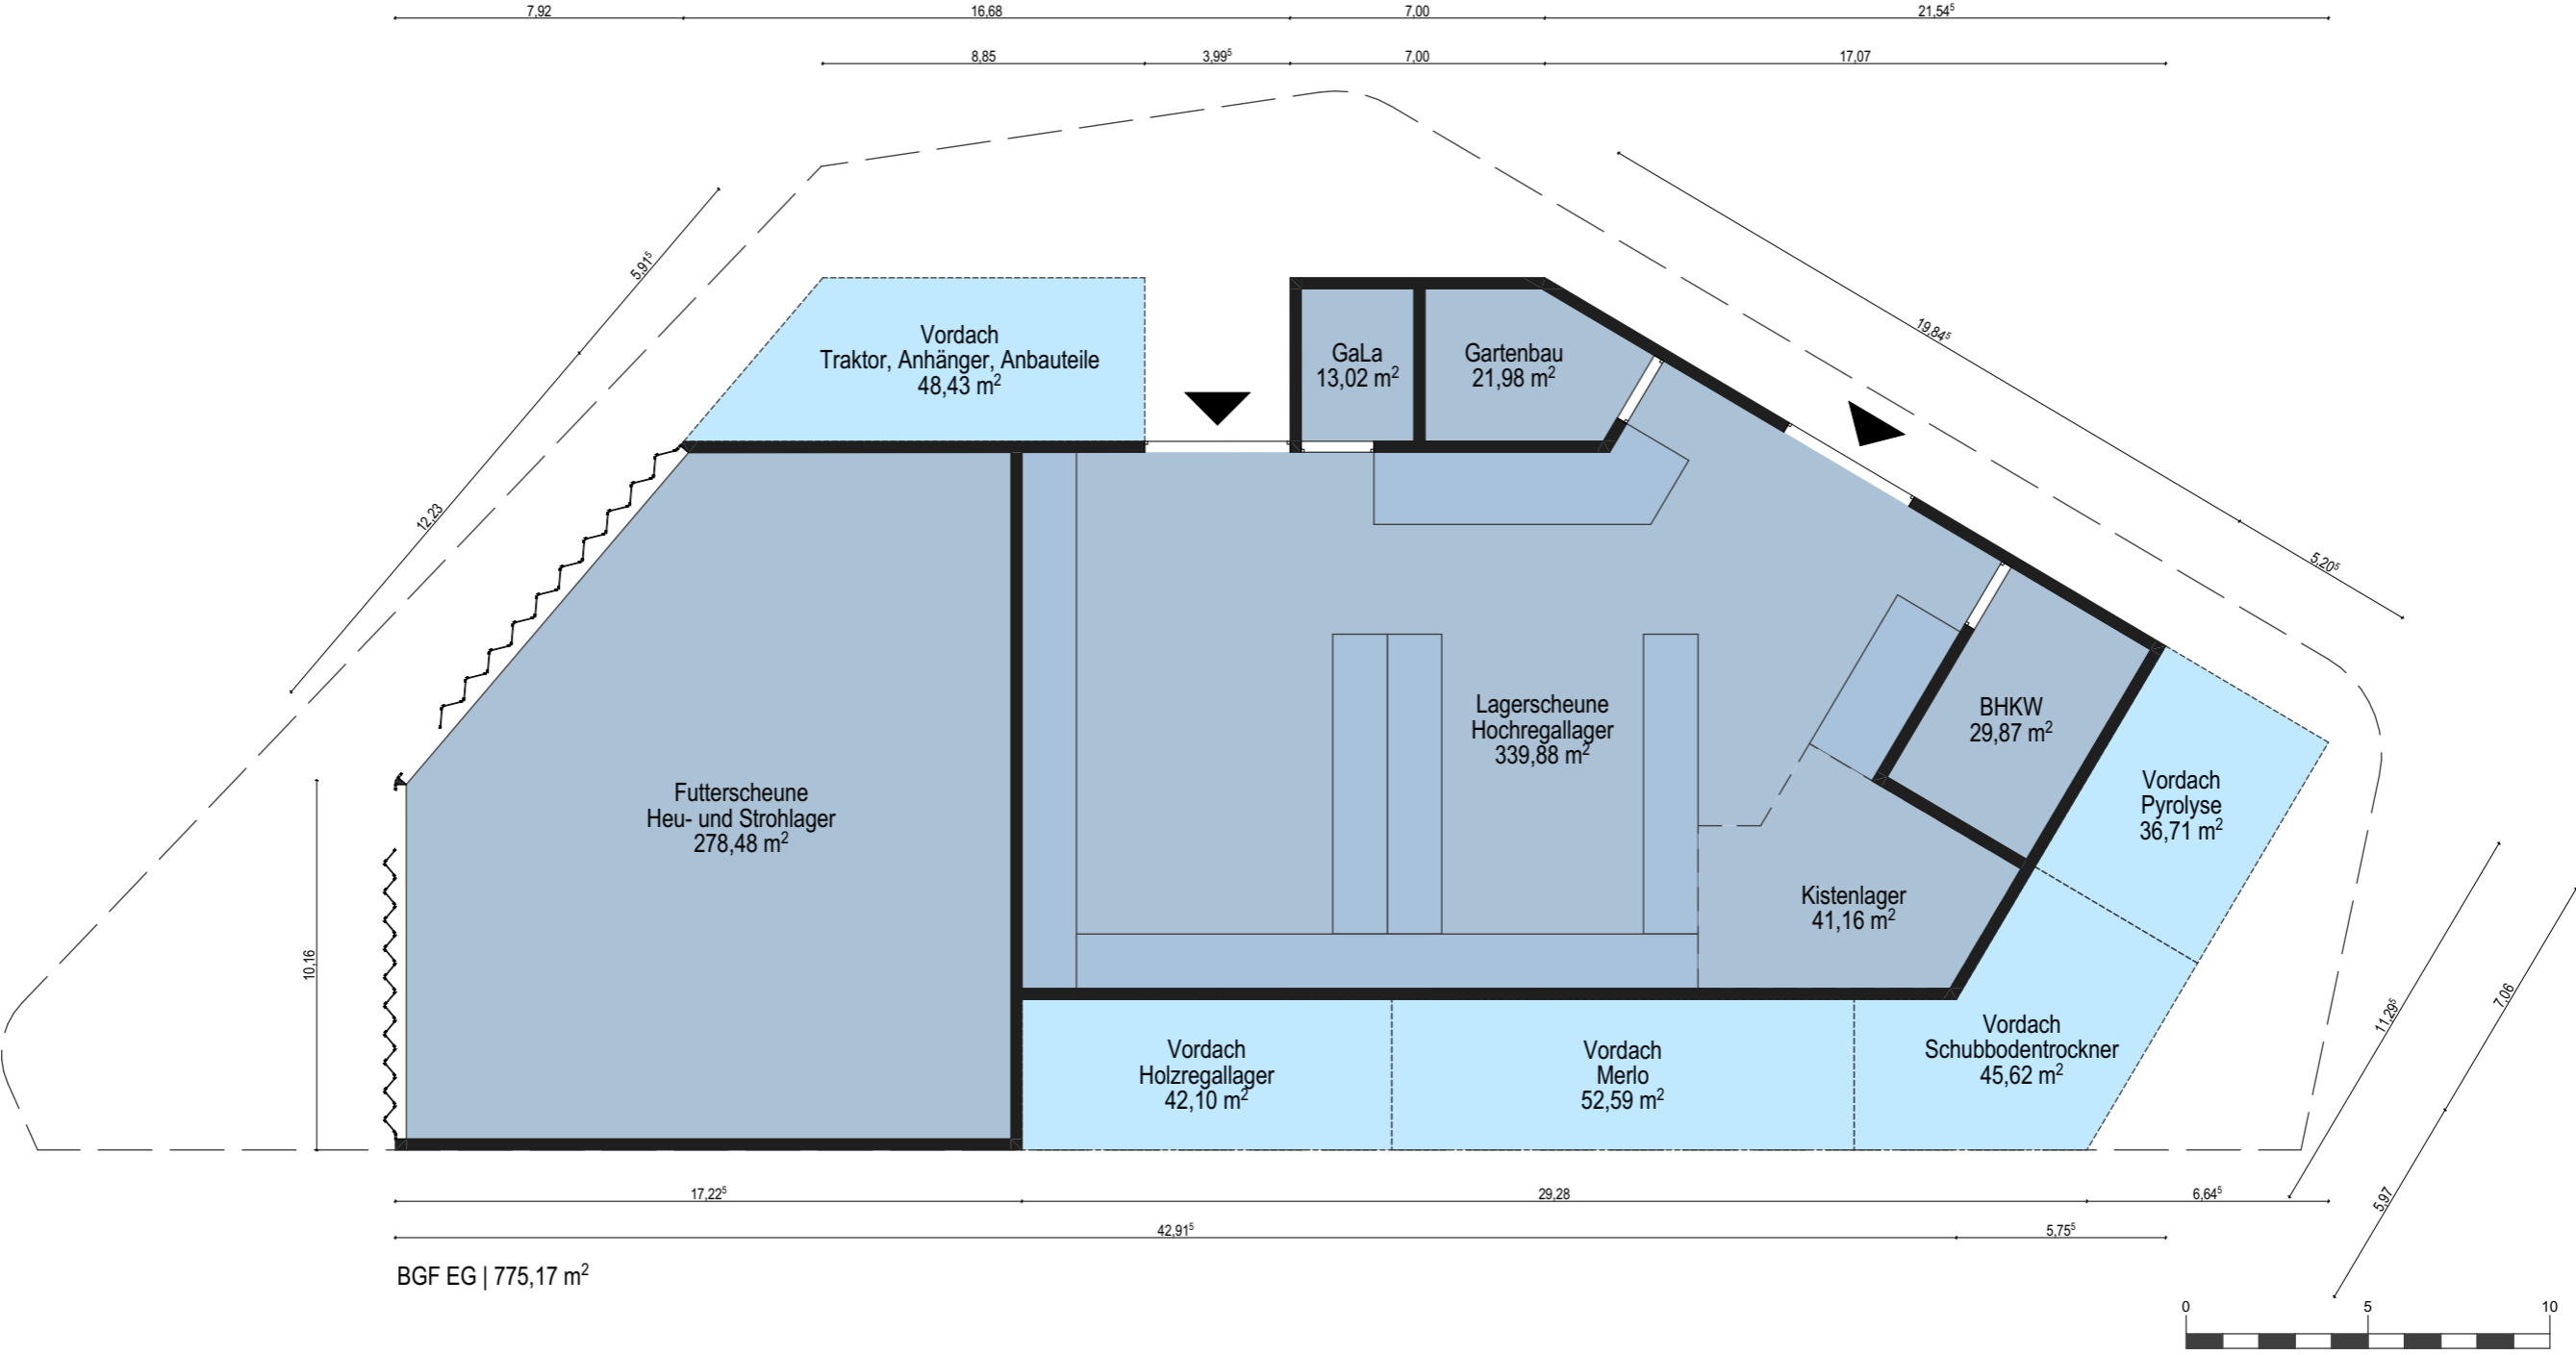 7,92
16,68
7,00
21,54⁵
8,85
3,99⁵
7,00
17,07
5,91⁵
12,23
19,84⁵
5,20⁵
Vordach
Traktor, Anhänger, Anbauteile
48,43 m²
GaLa
13,02 m²
Gartenbau
21,98 m²
Lagerscheune
Hochregallager
339,88 m²
BHKW
29,87 m²
Futterscheune
Heu- und Strohlager
278,48 m²
Vordach
Pyrolyse
36,71 m²
Kistenlager
41,16 m²
10,16
Vordach
Holzregallager
42,10 m²
Vordach
Merlo
52,59 m²
Vordach
Schubbodentrockner
45,62 m²
11,29⁵
7,06
5,97
17,22⁵
29,28
6,64⁵
42,91⁵
5,75⁵
BGF EG | 775,17 m²
0
5
10